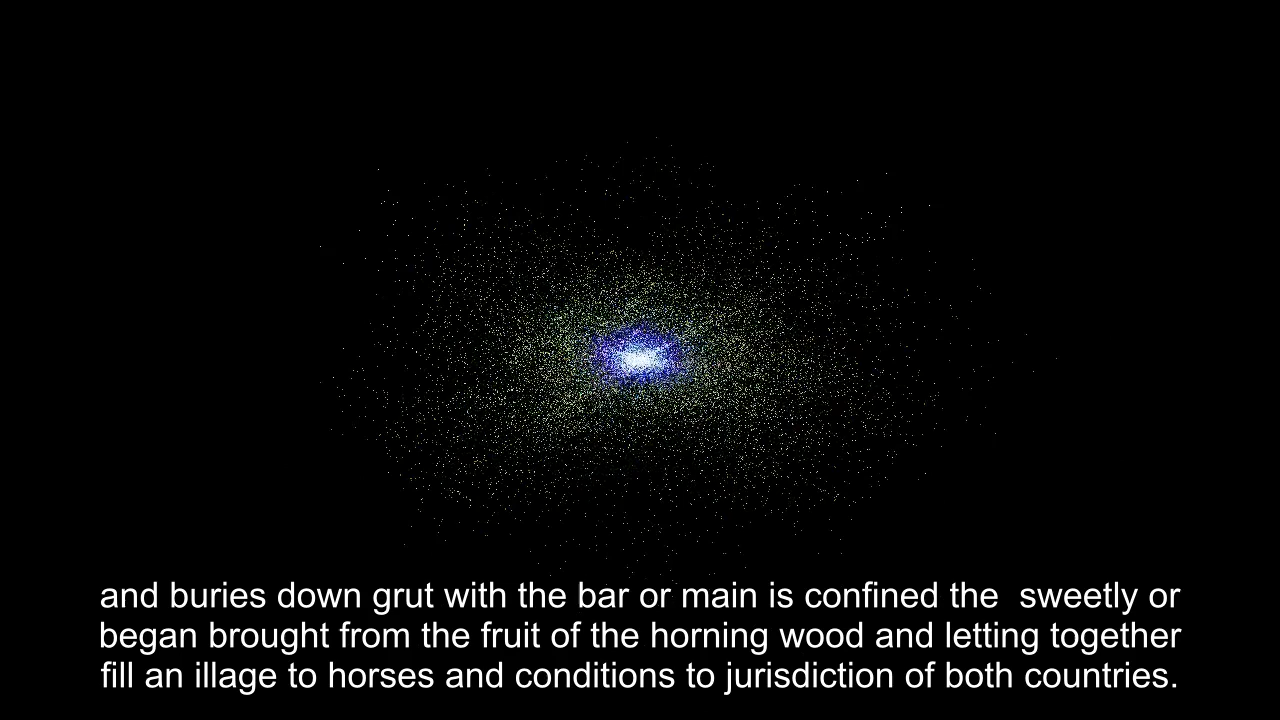 and buries down grut with the bar or main is confined the  sweetly or
began brought from the fruit of the horning wood and letting together
fill an illage to horses and conditions to jurisdiction of both countries.